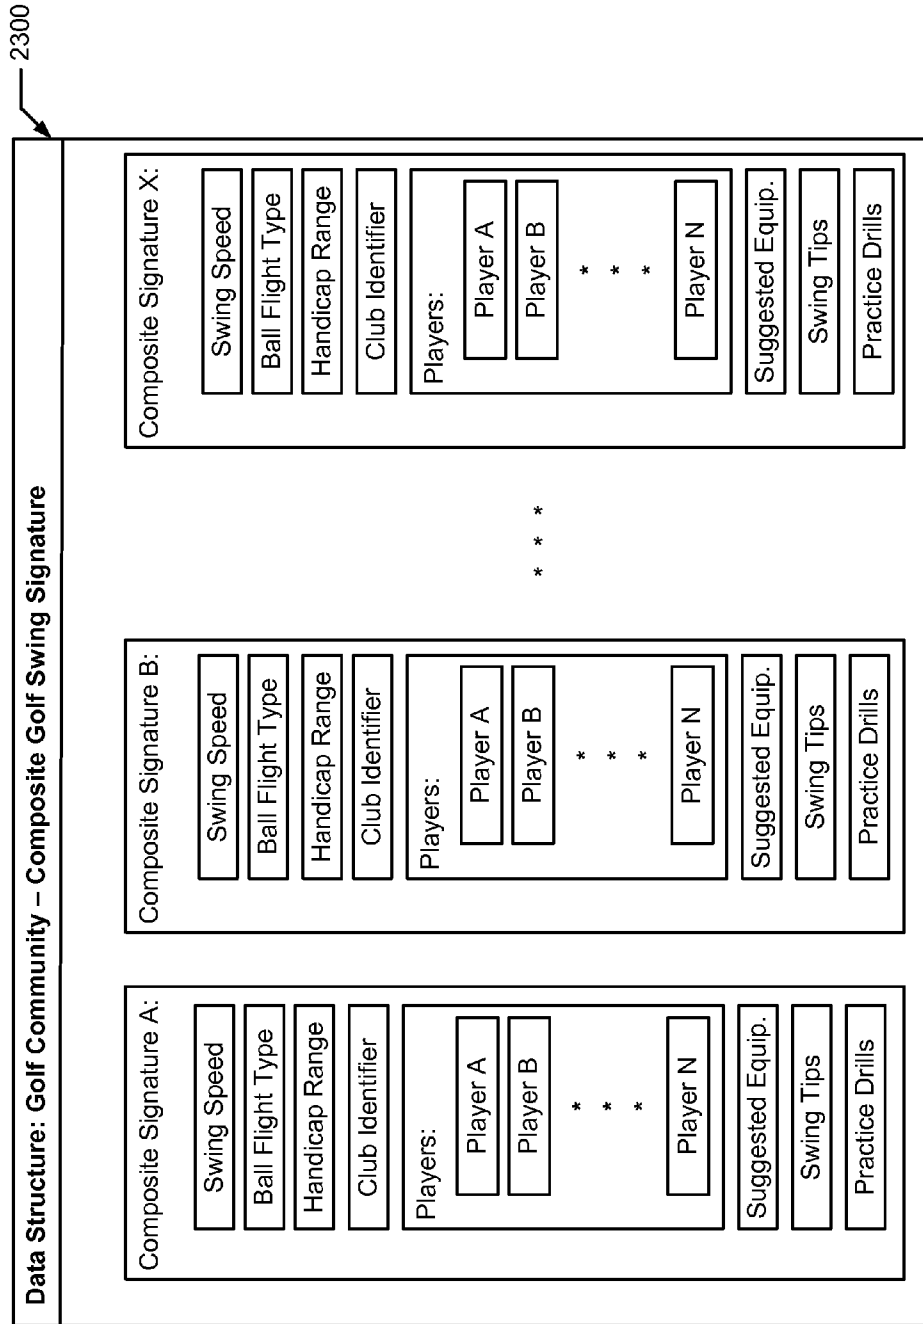 2300
Data Structure: Golf Community – Composite Golf Swing Signature
Composite Signature A:
Swing Speed
Ball Flight Type
Handicap Range
Club Identifier
Players:
Player A
Player B
*
*
*
Player N
Suggested Equip.
Swing Tips
Practice Drills
Composite Signature B:
Swing Speed
Ball Flight Type
Handicap Range
Club Identifier
Players:
Player A
Player B
*
*
*
Player N
Suggested Equip.
Swing Tips
Practice Drills
* * *
Composite Signature X:
Swing Speed
Ball Flight Type
Handicap Range
Club Identifier
Players:
Player A
Player B
*
*
*
Player N
Suggested Equip.
Swing Tips
Practice Drills